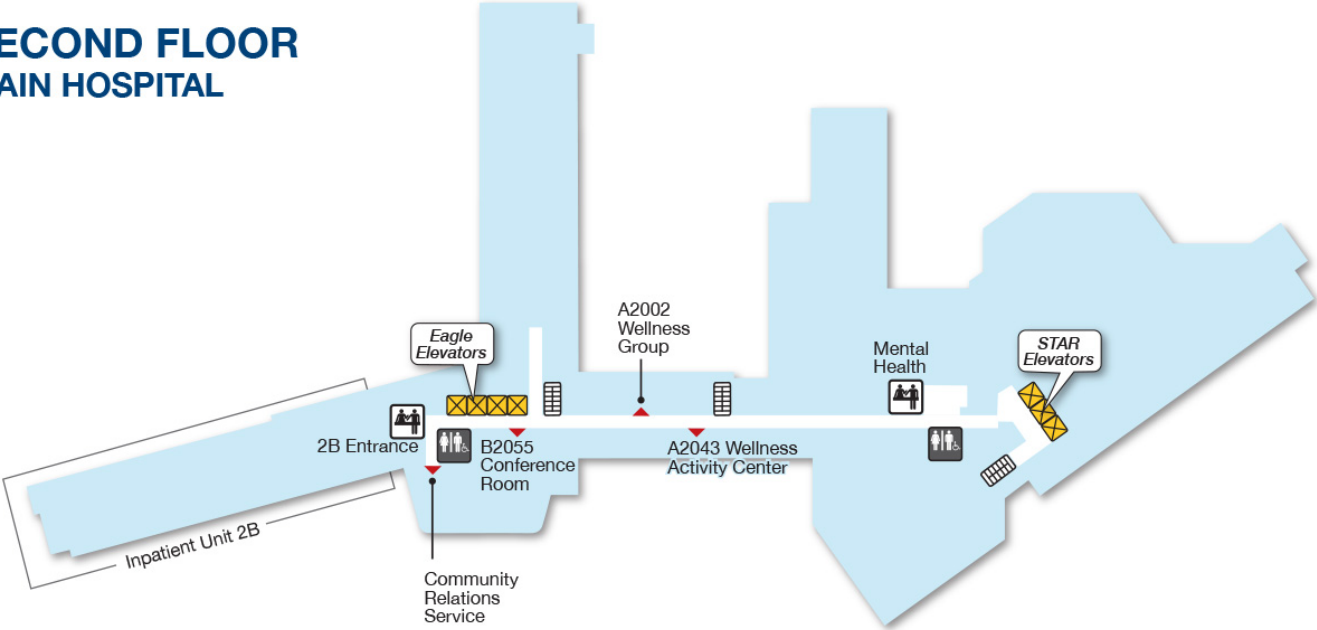 ECOND FLOOR
AIN HOSPITAL
A2002
Wellness
Group
Eagle
Elevators
Mental
Health
STAR
Elevators
2B Entrance
B2055
Conference
Room
A2043 Wellness
Activity Center
Inpatient Unit 2B
Community
Relations
Service